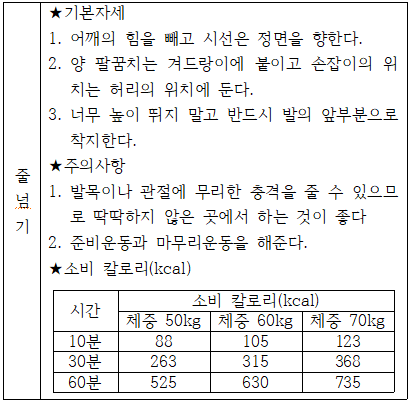 ★기본자세
1. 어깨의 힘을 빼고 시선은 정면을 향한다.
2. 양 팔꿈치는 겨드랑이에 붙이고 손잡이의 위
치는 허리의 위치에 둔다.
3. 너무 높이 뛰지 말고 반드시 발의 앞부분으로
착지한다.
줄
넘
기
★주의사항
1. 발목이나 관절에 무리한 충격을 줄 수 있으므
로 딱딱하지 않은 곳에서 하는 것이 좋다
2. 준비운동과 마무리운동을 해준다.
★소비 칼로리(kcal)
시간 소비 칼로리(kcal)
체중 50kg 체중 60kg 체중 70kg
10분 88 105 123
30분 263 315 368
60분 525 630 735